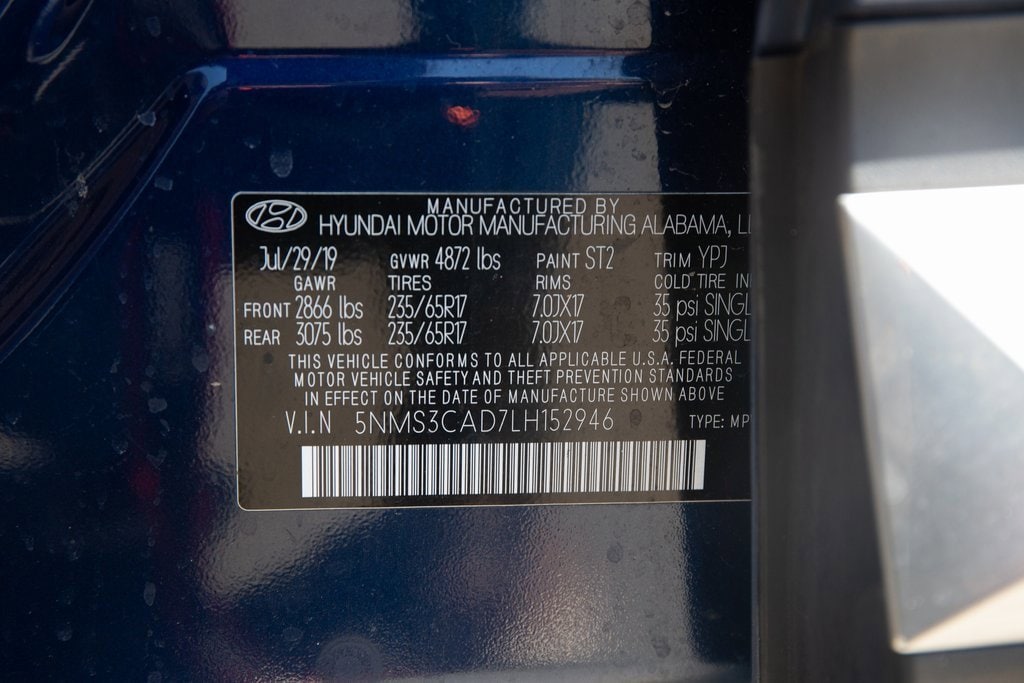 MANUFACTURED BY
HYUNDAI MOTOR MANUFACTURING ALABAMA,
Jul/29/19 GVWR 4872 lbs PAINT ST2 TRIM YPJ
GAWR TIRES RIMS COLD TIRE
FRONT 2866 lbs 235/65R17 7.0JX17 35 psi SINGL
REAR 3075 lbs 235/65R17 7.0JX17 35 psi SINGL
THIS VEHICLE CONFORMS TO ALL APPLICABLE U.S.A. FEDERAL
MOTOR VEHICLE SAFETY AND THEFT PREVENTION STANDARDS
IN EFFECT ON THE DATE OF MANUFACTURE SHOWN ABOVE
V.I.N 5NMS3CAD7LH152946 TYPE: MP